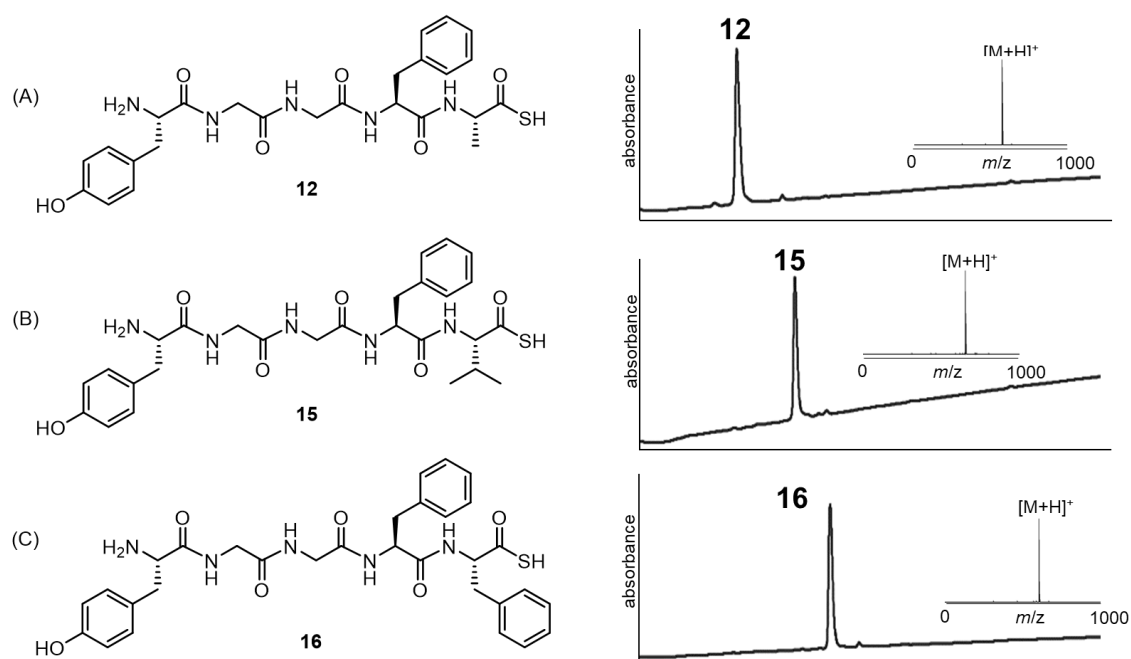 (A)
H₂N
O
N
H
O
H
N
O
N
H
O
H
N
O
SH
HO
12
12
absorbance
[M+H]⁺
0
m/z
1000
(B)
H₂N
O
N
H
O
H
N
O
N
H
O
H
N
O
SH
HO
15
15
absorbance
[M+H]⁺
0
m/z
1000
(C)
H₂N
O
N
H
O
H
N
O
N
H
O
H
N
O
SH
HO
16
16
absorbance
[M+H]⁺
0
m/z
1000